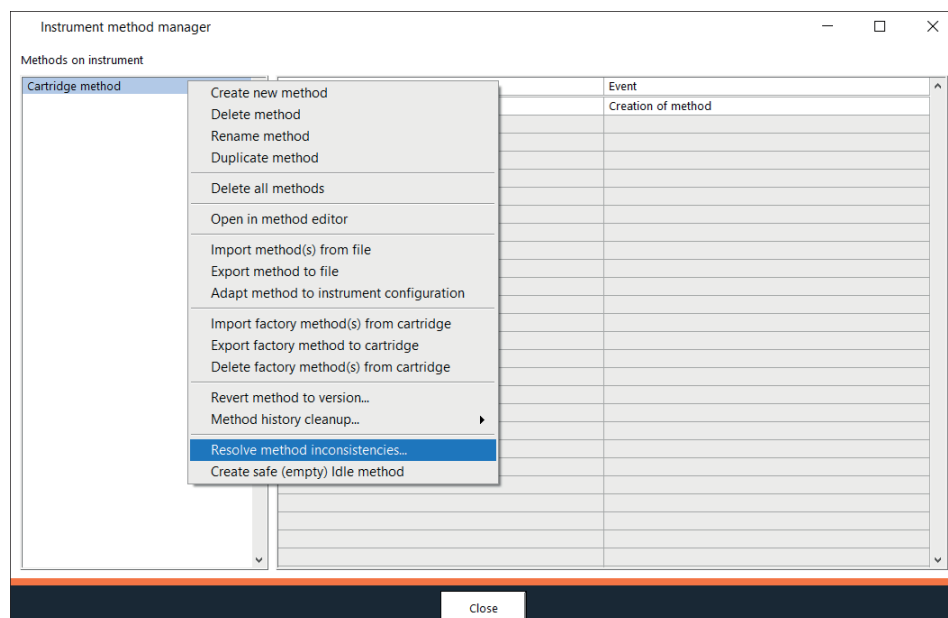 Instrument method manager
Methods on instrument
Cartridge method
Event
Creation of method
Create new method
Delete method
Rename method
Duplicate method
Delete all methods
Open in method editor
Import method(s) from file
Export method to file
Adapt method to instrument configuration
Import factory method(s) from cartridge
Export factory method to cartridge
Delete factory method(s) from cartridge
Revert method to version...
Method history cleanup...
Resolve method inconsistencies...
Create safe (empty) Idle method
Close